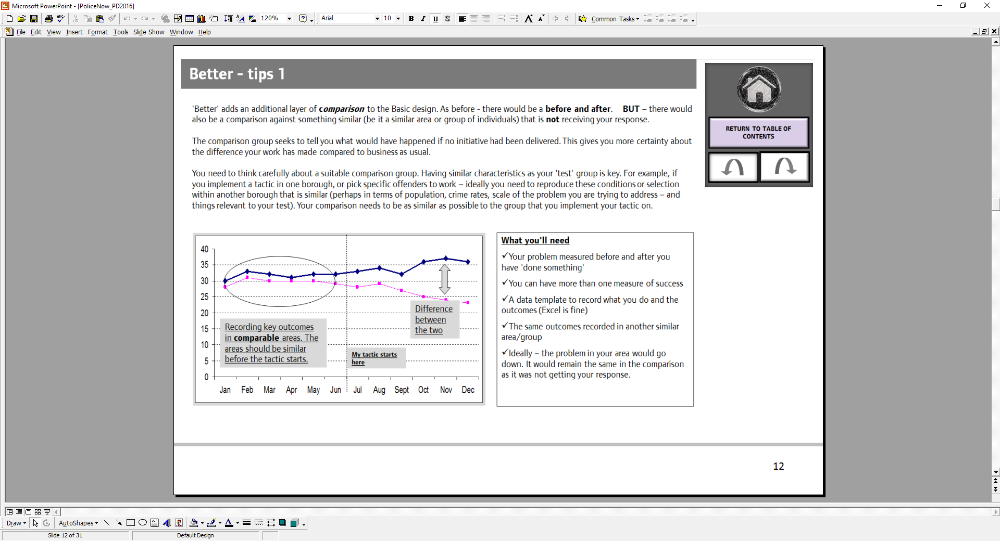 Microsoft PowerPoint - [PoliceNow_PD2016]
120%
Arial
10
B I U S
A A
Common Tasks
File Edit View Insert Format Tools Slide Show Window Help
Better - tips 1
'Better' adds an additional layer of comparison to the Basic design. As before - there would be a before and after. BUT – there would
also be a comparison against something similar (be it a similar area or group of individuals) that is not receiving your response.
The comparison group seeks to tell you what would have happened if no initiative had been delivered. This gives you more certainty about
the difference your work has made compared to business as usual.
You need to think carefully about a suitable comparison group. Having similar characteristics as your 'test' group is key. For example, if
you implement a tactic in one borough, or pick specific offenders to work – ideally you need to reproduce these conditions or selection
within another borough that is similar (perhaps in terms of population, crime rates, scale of the problem you are trying to address – and
things relevant to your test). Your comparison needs to be as similar as possible to the group that you implement your tactic on.
RETURN TO TABLE OF
CONTENTS
40
35
30
25
20
15
10
5
0
Jan Feb Mar Apr May Jun Jul Aug Sept Oct Nov Dec
Recording key outcomes
in comparable areas. The
areas should be similar
before the tactic starts.
My tactic starts
here
Difference
between
the two
What you'll need
✓Your problem measured before and after you
have 'done something'
✓You can have more than one measure of success
✓A data template to record what you do and the
outcomes (Excel is fine)
✓The same outcomes recorded in another similar
area/group
✓Ideally – the problem in your area would go
down. It would remain the same in the comparison
as it was not getting your response.
12
Draw
AutoShapes
Slide 12 of 31
Default Design